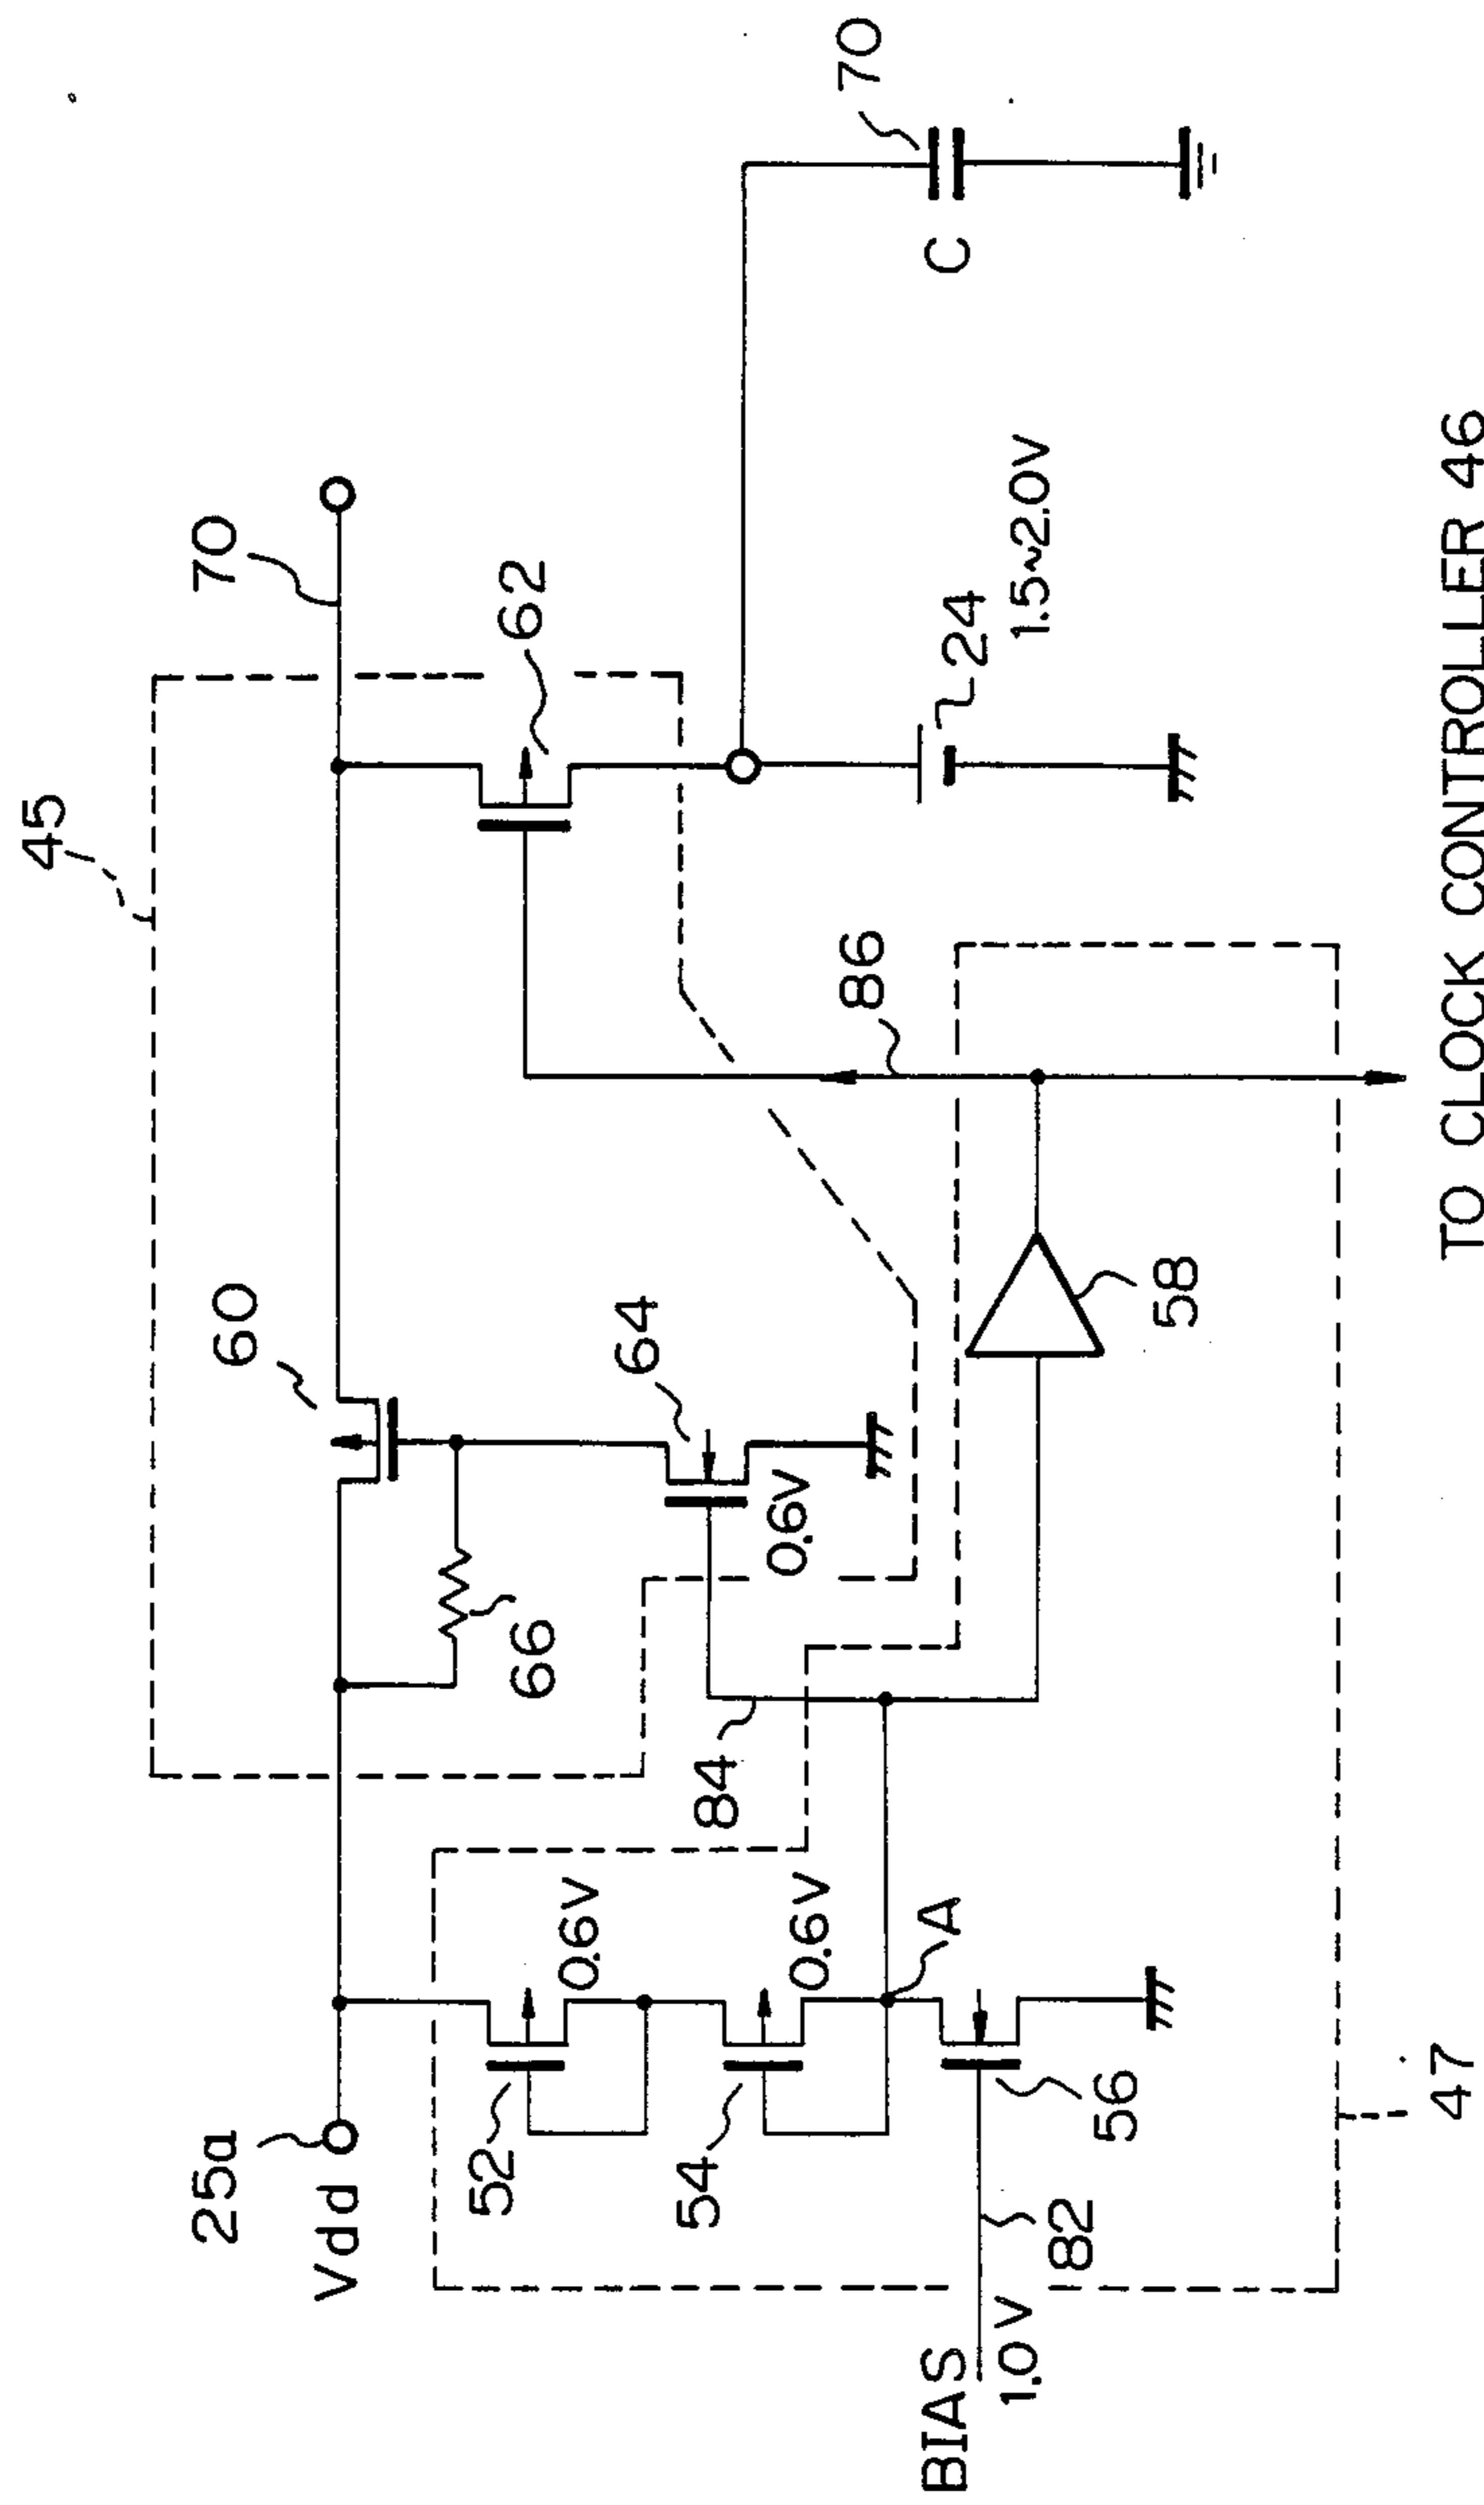 45
25a
Vdd
60
70
52
0.6V
66
62
54
0.6V
84
64
0.6V
86
70
C
24
1.5~2.0V
A
BIAS
1.0V
82
56
58
47
TO CLOCK CONTROLLER 46